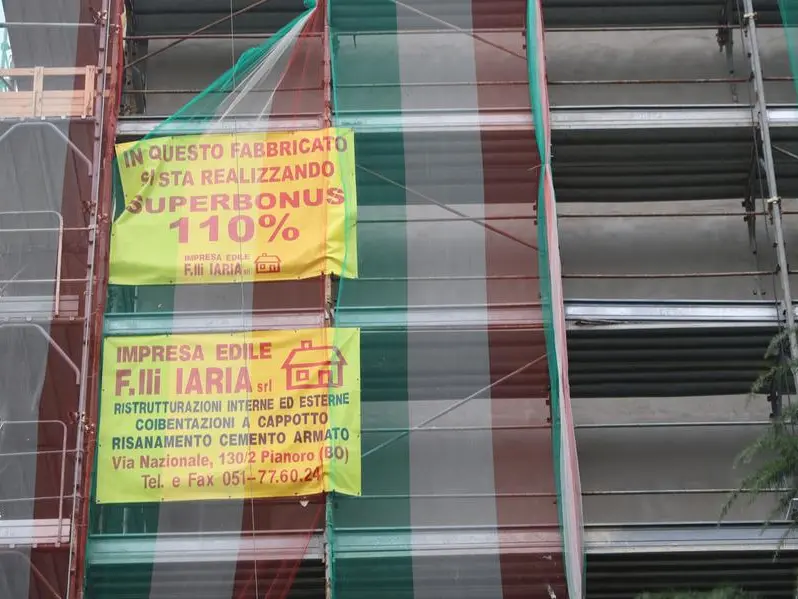 IN QUESTO FABBRICATO
SI STA REALIZZANDO
SUPERBONUS
110%
IMPRESA EDILE
F.lli IARIA srl
IMPRESA EDILE
F.lli IARIA srl
RISTRUTTURAZIONI INTERNE ED ESTERNE
COIBENTAZIONI A CAPPOTTO
RISANAMENTO CEMENTO ARMATO
Via Nazionale, 130/2 Pianoro (BO)
Tel. e Fax 051-77.60.24